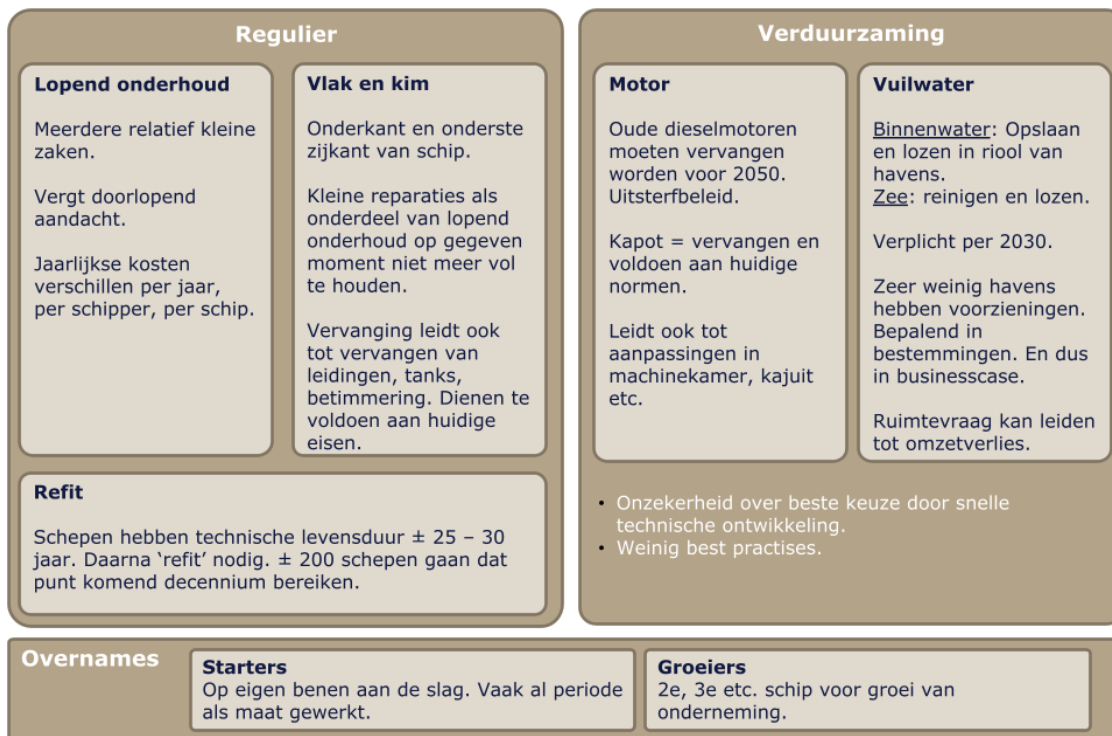 Regulier
Lopend onderhoud
Meerdere relatief kleine
zaken.
Vergt doorlopend
aandacht.
Jaarlijkse kosten
verschillen per jaar,
per schipper, per schip.
Vlak en kim
Onderkant en onderste
zijkant van schip.
Kleine reparaties als
onderdeel van lopend
onderhoud op gegeven
moment niet meer vol
te houden.
Vervanging leidt ook
tot vervangen van
leidingen, tanks,
betimmering. Dienen te
voldoen aan huidige
eisen.
Refit
Schepen hebben technische levensduur ± 25 – 30
jaar. Daarna ‘refit’ nodig. ± 200 schepen gaan dat
punt komend decennium bereiken.
Verduurzaming
Motor
Oude dieselmotoren
moeten vervangen
worden voor 2050.
Uitsterfbeleid.
Kapot = vervangen en
voldoen aan huidige
normen.
Leidt ook tot
aanpassingen in
machinekamer, kajuit
etc.
Vuilwater
Binnenwater: Opslaan
en lozen in riool van
havens.
Zee: reinigen en lozen.
Verplicht per 2030.
Zeer weinig havens
hebben voorzieningen.
Bepalend in
bestemmingen. En dus
in businesscase.
Ruimtevraag kan leiden
tot omzetverlies.
• Onzekerheid over beste keuze door snelle
technische ontwikkeling.
• Weinig best practises.
Overnames
Starters
Op eigen benen aan de slag. Vaak al periode
als maat gewerkt.
Groeiers
2e, 3e etc. schip voor groei van
onderneming.